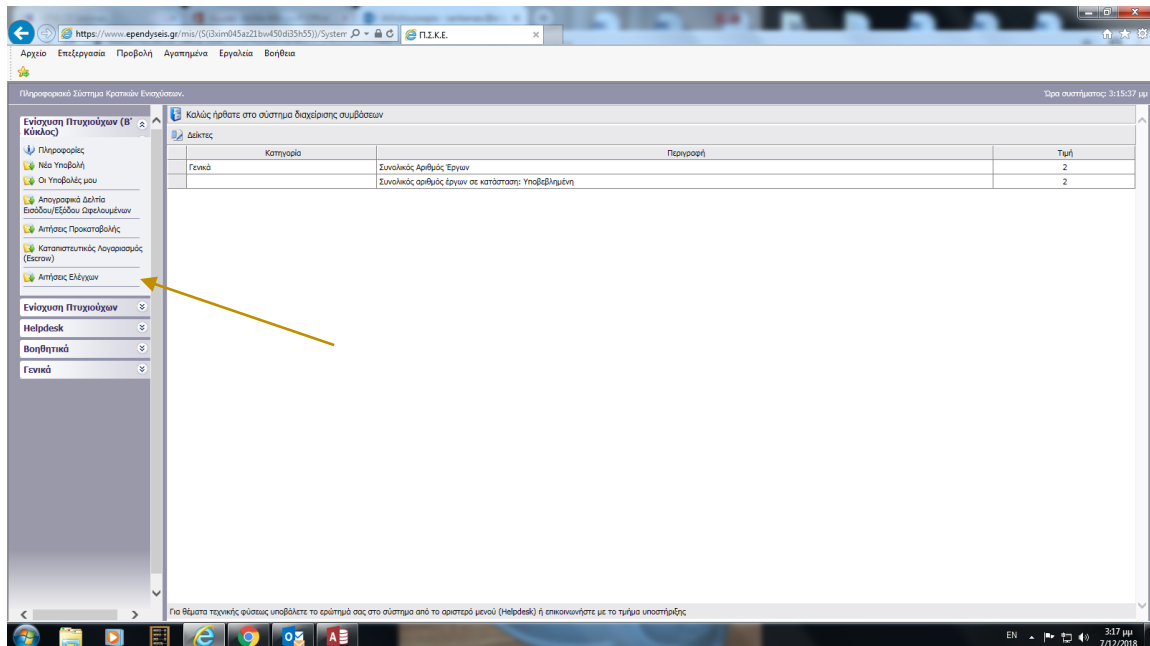 https://www.ependyseis.gr/mis/(S(i3xim045az21bw450di35h55))/System
Π.Σ.Κ.Ε.
Αρχείο Επεξεργασία Προβολή Αγαπημένα Εργαλεία Βοήθεια
Πληροφοριακό Σύστημα Κρατικών Ενισχύσεων.
Ώρα συστήματος: 3:15:37 μμ
Ενίσχυση Πτυχιούχων (Β'
Κύκλος)
Πληροφορίες
Νέα Υποβολή
Οι Υποβολές μου
Απογραφικά Δελτία
Εισόδου/Εξόδου Ωφελουμένων
Αιτήσεις Προκαταβολής
Καταπιστευτικός Λογαριασμός
(Escrow)
Αιτήσεις Ελέγχων
Ενίσχυση Πτυχιούχων
Helpdesk
Βοηθητικά
Γενικά
Καλώς ήρθατε στο σύστημα διαχείρισης συμβάσεων
Δείκτες
Κατηγορία Περιγραφή Τιμή
Γενικά Συνολικός Αριθμός Έργων 2
Συνολικός αριθμός έργων σε κατάσταση: Υποβεβλημένη 2
Για θέματα τεχνικής φύσεως υποβάλετε το ερώτημά σας στο σύστημα από το αριστερό μενού (Helpdesk) ή επικοινωνήστε με το τμήμα υποστήριξης
EN
3:17 μμ
7/12/2018